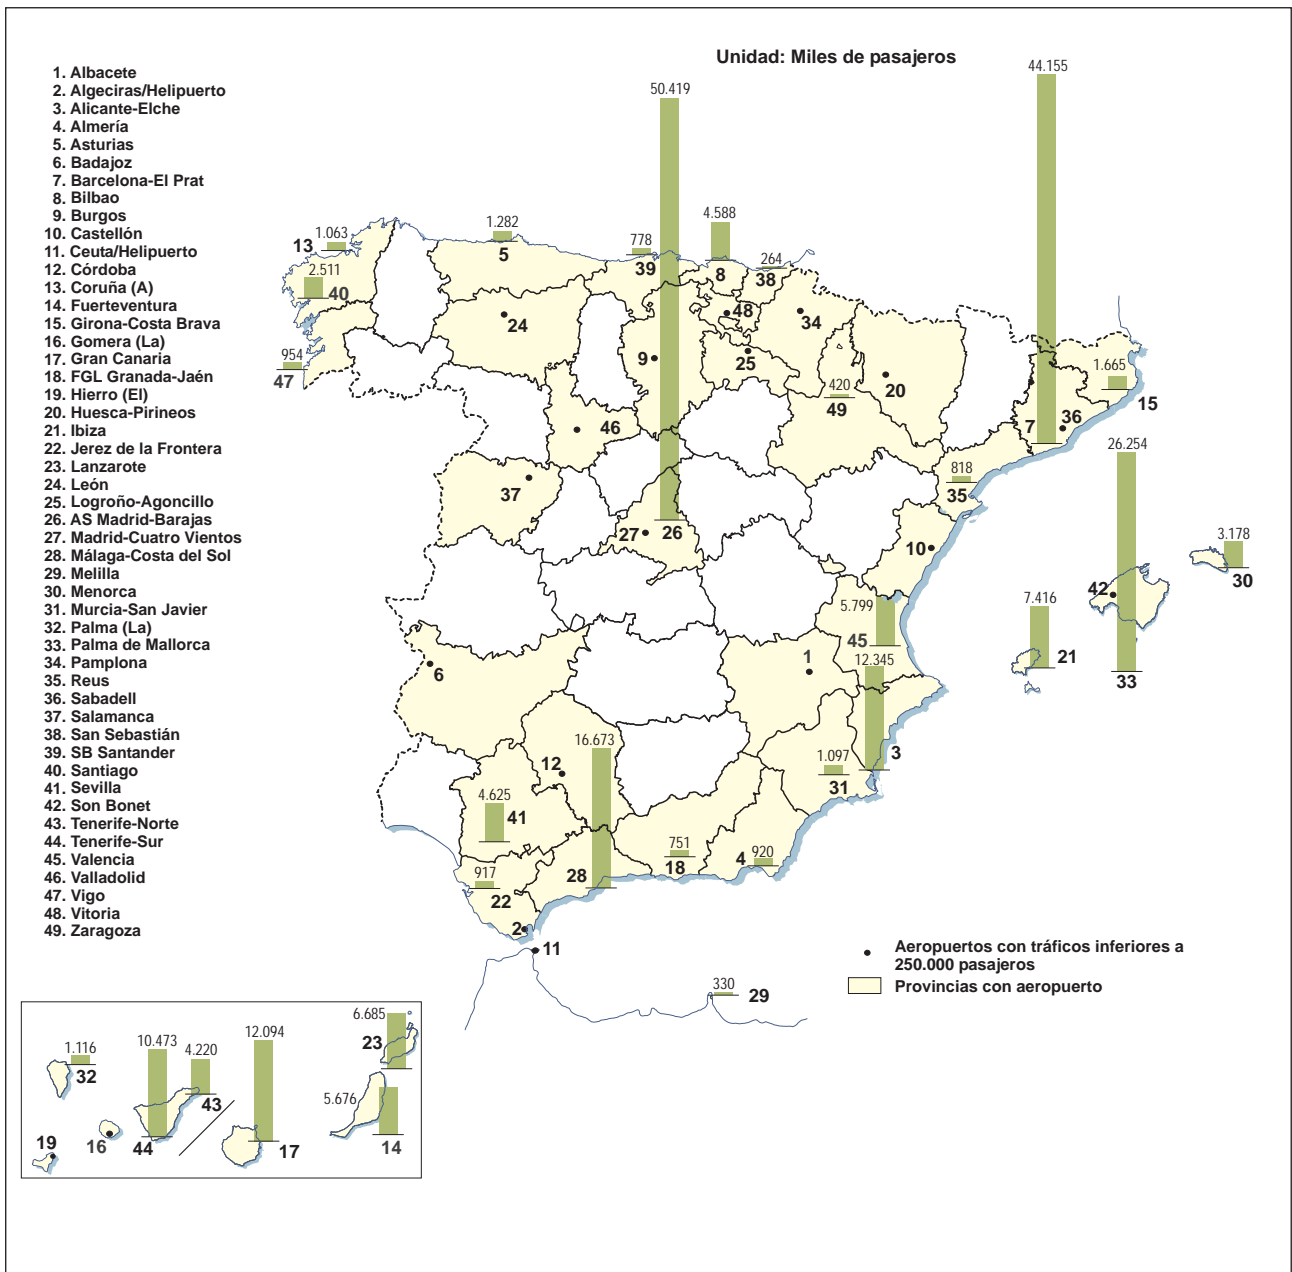 Unidad: Miles de pasajeros
1. Albacete
2. Algeciras/Helipuerto
3. Alicante-Elche
4. Almería
5. Asturias
6. Badajoz
7. Barcelona-El Prat
8. Bilbao
9. Burgos
10. Castellón
11. Ceuta/Helipuerto
12. Córdoba
13. Coruña (A)
14. Fuerteventura
15. Girona-Costa Brava
16. Gomera (La)
17. Gran Canaria
18. FGL Granada-Jaén
19. Hierro (El)
20. Huesca-Pirineos
21. Ibiza
22. Jerez de la Frontera
23. Lanzarote
24. León
25. Logroño-Agoncillo
26. AS Madrid-Barajas
27. Madrid-Cuatro Vientos
28. Málaga-Costa del Sol
29. Melilla
30. Menorca
31. Murcia-San Javier
32. Palma (La)
33. Palma de Mallorca
34. Pamplona
35. Reus
36. Sabadell
37. Salamanca
38. San Sebastián
39. SB Santander
40. Santiago
41. Sevilla
42. Son Bonet
43. Tenerife-Norte
44. Tenerife-Sur
45. Valencia
46. Valladolid
47. Vigo
48. Vitoria
49. Zaragoza
44.155
50.419
1.063
13
1.282
5
778
39
4.588
8
264
38
2.511
40
24
48
34
954
47
9
25
20
420
49
1.665
15
7
36
46
26.254
37
818
35
27
26
10
3.178
30
42
7.416
21
33
5.799
45
1
12.345
3
6
16.673
12
1.097
31
4.625
41
751
18
4
920
917
22
28
2
11
330
29
Aeropuertos con tráficos inferiores a
250.000 pasajeros
Provincias con aeropuerto
1.116
32
10.473
4.220
43
12.094
6.685
23
5.676
14
19
16
44
17